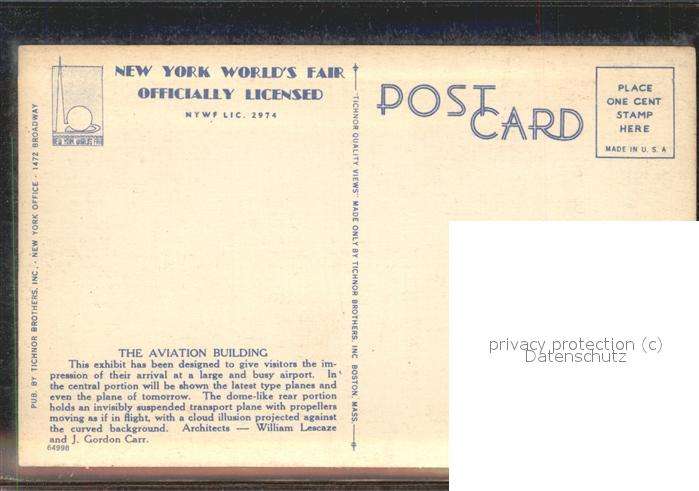 NEW YORK WORLD'S FAIR
OFFICIALLY LICENSED
NYWF LIC. 2974
NEW YORK WORLD'S FAIR
POST
CARD
PLACE
ONE CENT
STAMP
HERE
MADE IN U. S. A
PUB. BY TICHNOR BROTHERS, INC. - NEW YORK OFFICE - 1472 BROADWAY
TICHNOR QUALITY VIEWS MADE ONLY BY TICHNOR BROTHERS, INC BOSTON, MASS.
THE AVIATION BUILDING
This exhibit has been designed to give visitors the im-
pression of their arrival at a large and busy airport. In
the central portion will be shown the latest type planes and
even the plane of tomorrow. The dome-like rear portion
holds an invisibly suspended transport plane with propellers
moving as if in flight, with a cloud illusion projected against
the curved background. Architects — William Lescaze
and J. Gordon Carr.
64998
privacy protection (c)
Datenschutz